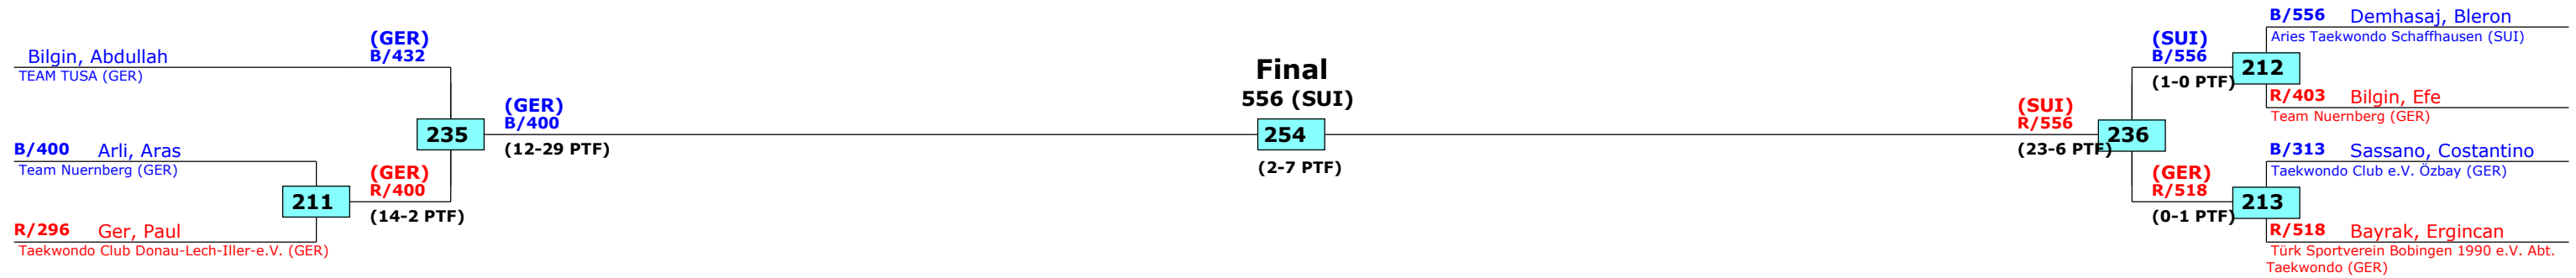 Bilgin, Abdullah
TEAM TUSA (GER)
(GER)
B/432
B/400 Arli, Aras
Team Nuernberg (GER)
R/296 Ger, Paul
Taekwondo Club Donau-Lech-Iller-e.V. (GER)
211
(GER)
R/400
(14-2 PTF)
235
(GER)
B/400
(12-29 PTF)
Final
556 (SUI)
254
(2-7 PTF)
(SUI)
R/556
(23-6 PTF)
236
(SUI)
B/556
(1-0 PTF)
212
(GER)
R/518
(0-1 PTF)
213
B/556 Demhasaj, Bleron
Aries Taekwondo Schaffhausen (SUI)
R/403 Bilgin, Efe
Team Nuernberg (GER)
B/313 Sassano, Costantino
Taekwondo Club e.V. Özbay (GER)
R/518 Bayrak, Ergincan
Türk Sportverein Bobingen 1990 e.V. Abt.
Taekwondo (GER)